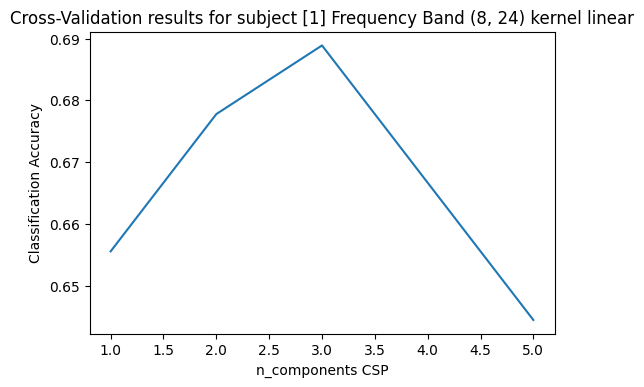 Cross-Validation results for subject [1] Frequency Band (8, 24) kernel linear
0.69
0.68
0.67
0.66
0.65
Classification Accuracy
1.0 1.5 2.0 2.5 3.0 3.5 4.0 4.5 5.0
n_components CSP